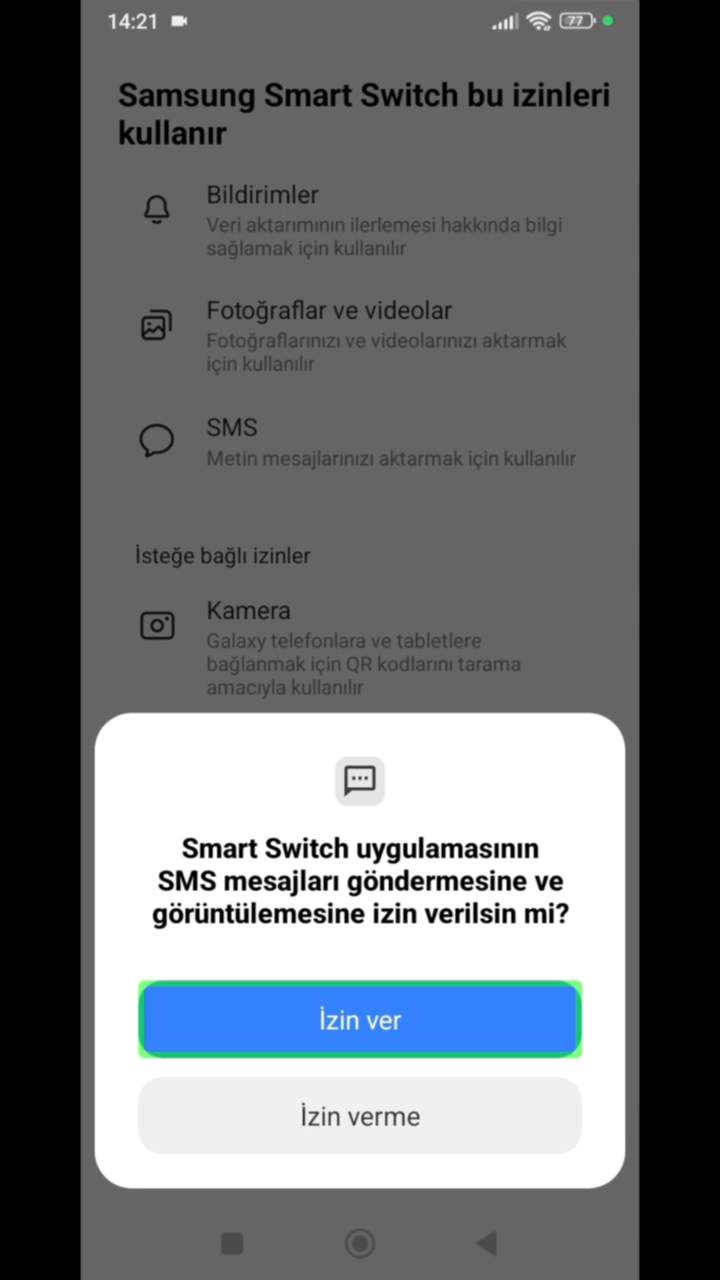 14:21
77
Samsung Smart Switch bu izinleri
kullanır
Bildirimler
Veri aktarımının ilerlemesi hakkında bilgi
sağlamak için kullanılır
Fotoğraflar ve videolar
Fotoğraflarınızı ve videolarınızı aktarmak
için kullanılır
SMS
Metin mesajlarınızı aktarmak için kullanılır
İsteğe bağlı izinler
Kamera
Galaxy telefonlara ve tabletlere
bağlanmak için QR kodlarını tarama
amacıyla kullanılır
Smart Switch uygulamasının
SMS mesajları göndermesine ve
görüntülemesine izin verilsin mi?
İzin ver
İzin verme